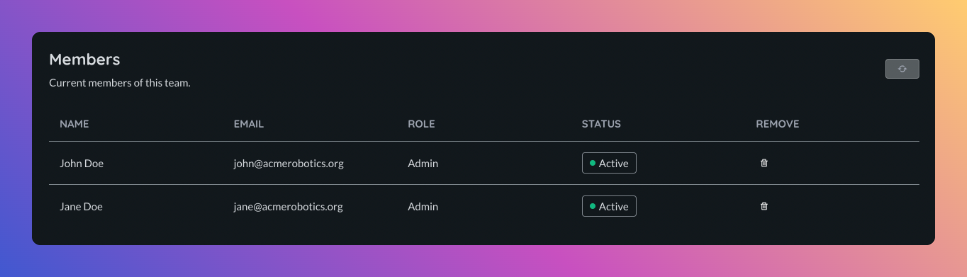 Members
Current members of this team.
NAME EMAIL ROLE STATUS REMOVE
John Doe john@acmerobotics.org Admin Active
Jane Doe jane@acmerobotics.org Admin Active